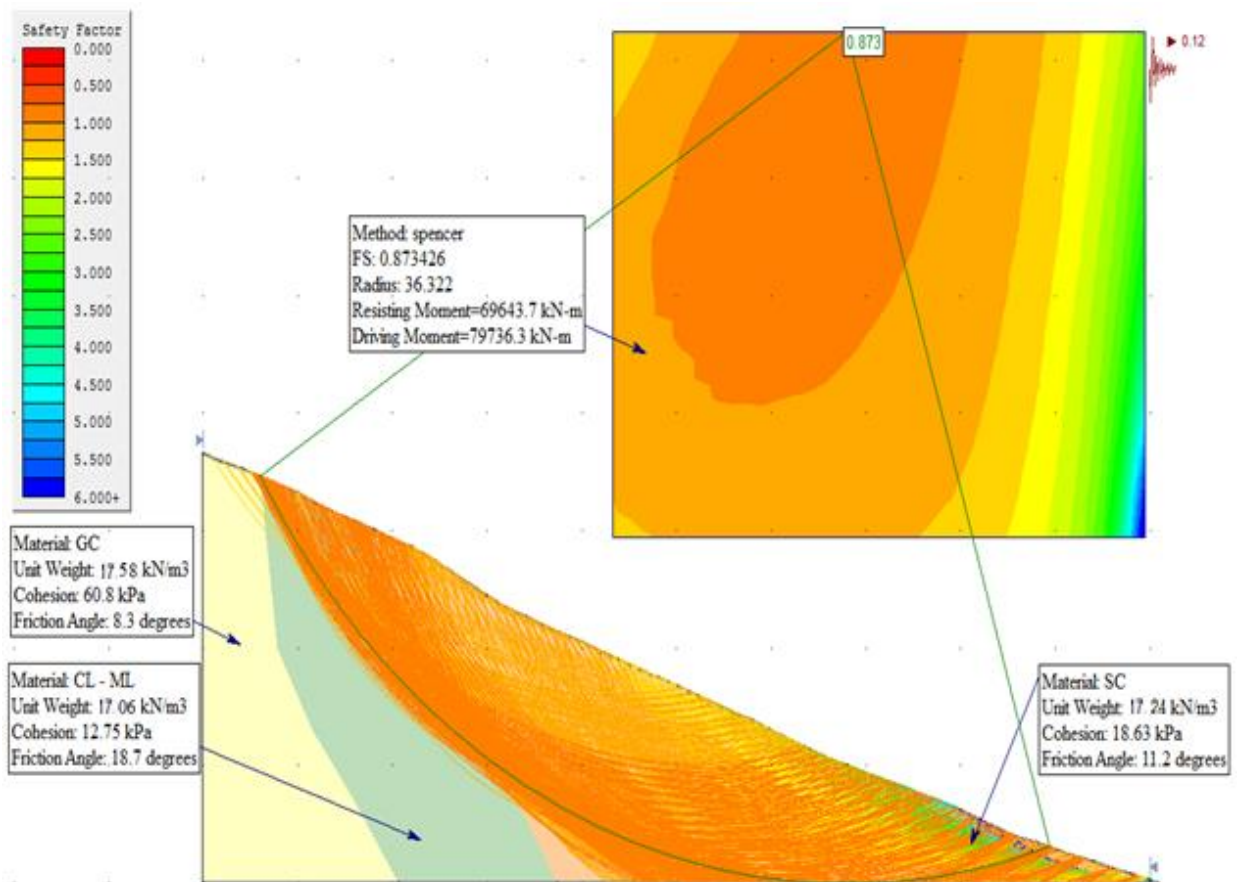 Safety Factor
0.000
0.500
1.000
1.500
2.000
2.500
3.000
3.500
4.000
4.500
5.000
5.500
6.000+
0.873
0.12
Method: spencer
FS: 0.873426
Radius: 36.322
Resisting Moment=69643.7 kN-m
Driving Moment=79736.3 kN-m
Material: GC
Unit Weight: 17.58 kN/m3
Cohesion: 60.8 kPa
Friction Angle: 8.3 degrees
Material: CL - ML
Unit Weight: 17.06 kN/m3
Cohesion: 12.75 kPa
Friction Angle: 18.7 degrees
Material: SC
Unit Weight: 17.24 kN/m3
Cohesion: 18.63 kPa
Friction Angle: 11.2 degrees